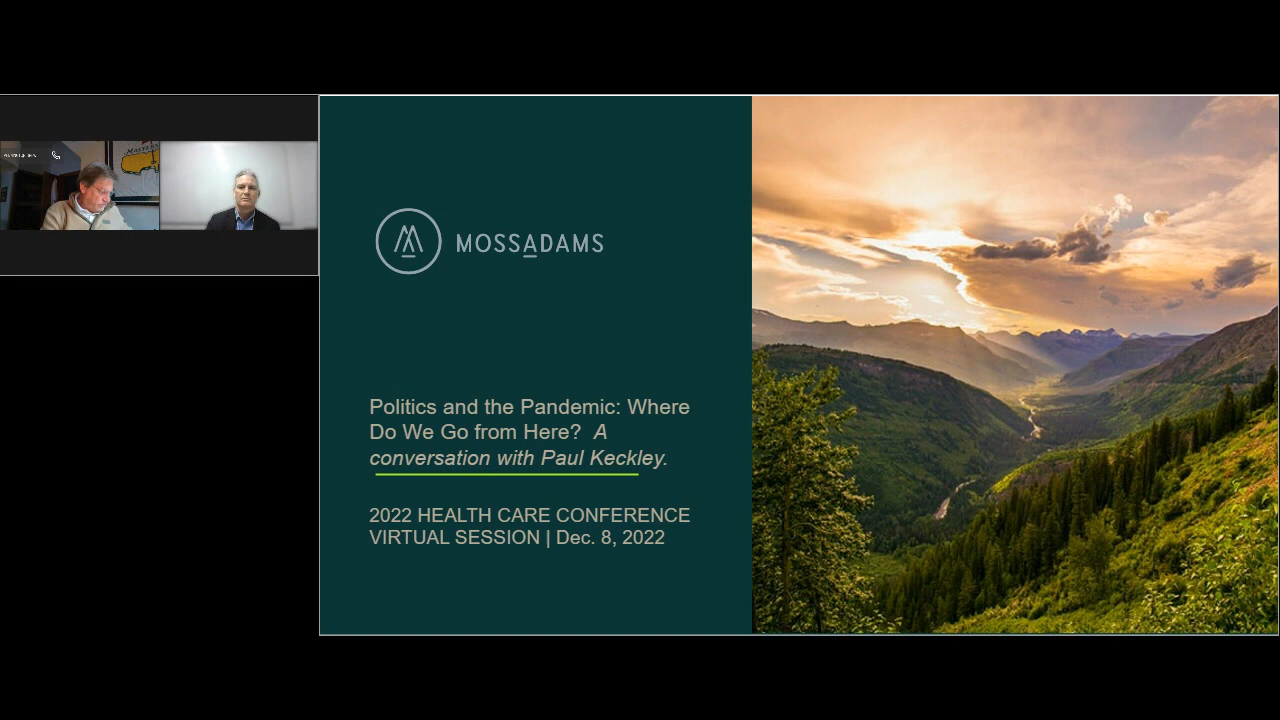 Masters
MOSSADAMS
Politics and the Pandemic: Where
Do We Go from Here? A
conversation with Paul Keckley.
2022 HEALTH CARE CONFERENCE
VIRTUAL SESSION | Dec. 8, 2022